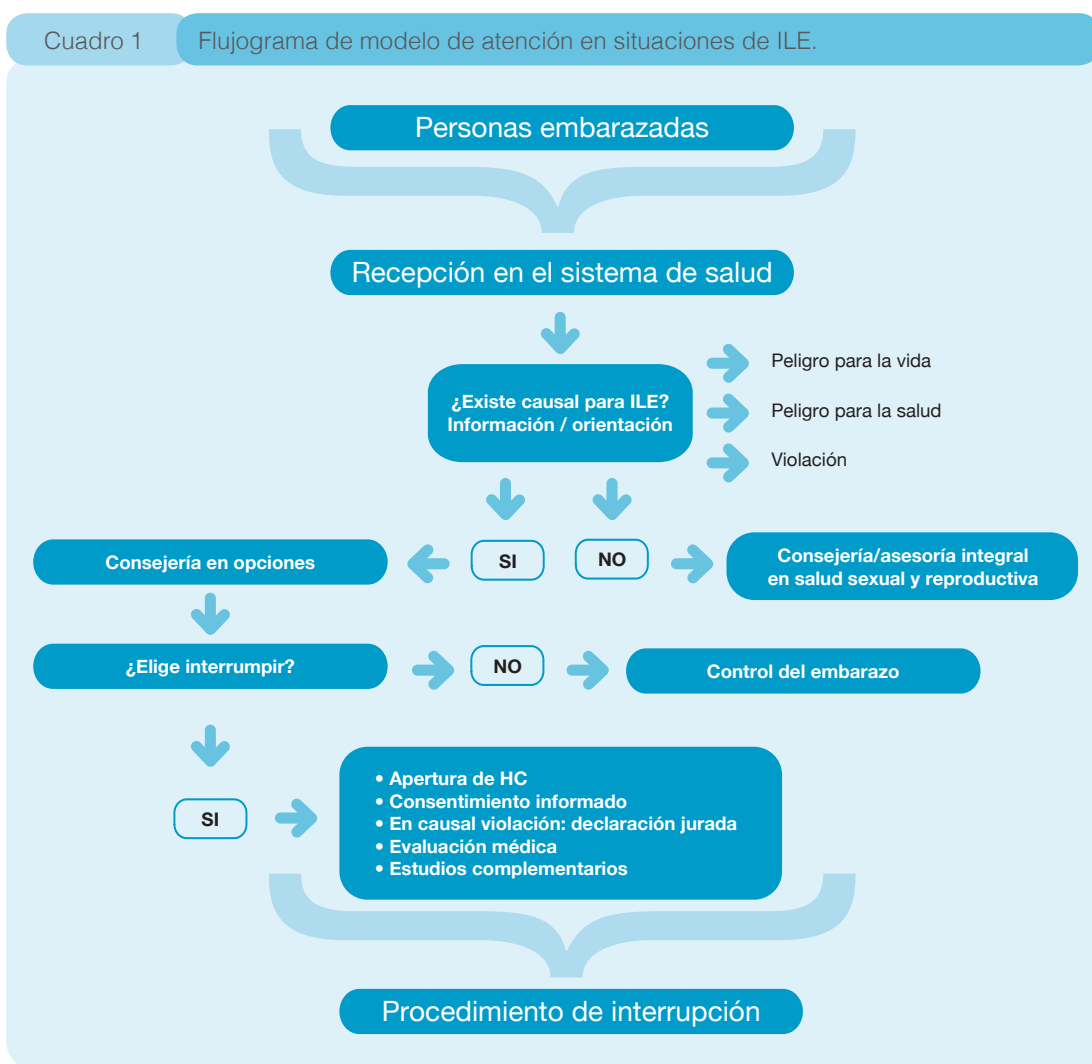 Cuadro 1
Flujograma de modelo de atención en situaciones de ILE.
Personas embarazadas
Recepción en el sistema de salud
¿Existe causal para ILE?
Información / orientación
Peligro para la vida
Peligro para la salud
Violación
Consejería en opciones
SI
NO
Consejería/asesoría integral
en salud sexual y reproductiva
¿Elige interrumpir?
NO
Control del embarazo
SI
• Apertura de HC
• Consentimiento informado
• En causal violación: declaración jurada
• Evaluación médica
• Estudios complementarios
Procedimiento de interrupción